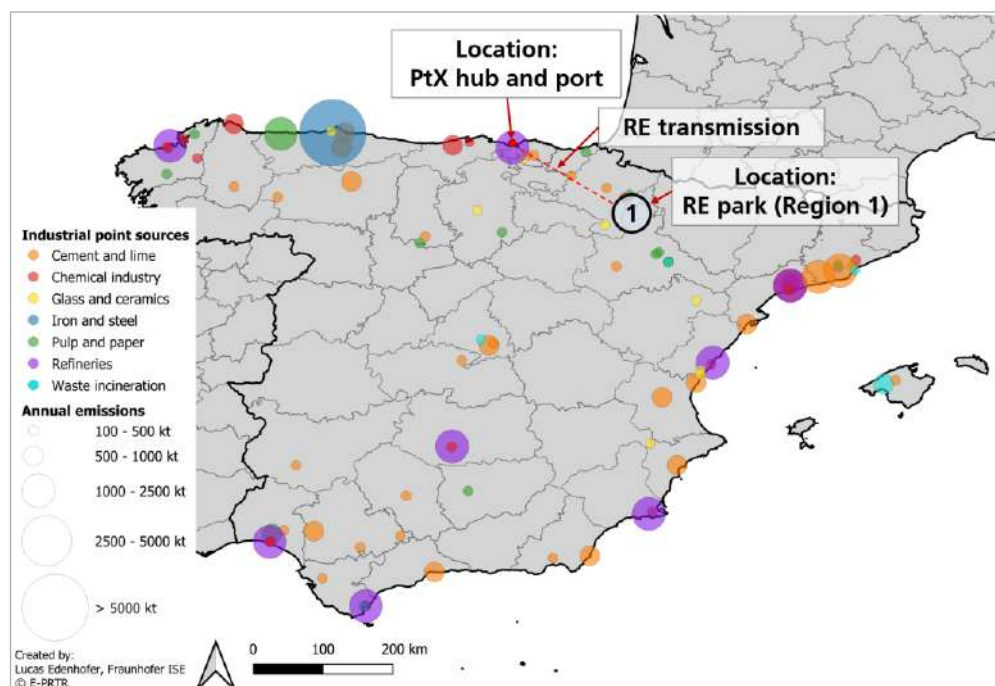 Location:
PtX hub and port
RE transmission
Location:
RE park (Region 1)
1
Industrial point sources
Cement and lime
Chemical industry
Glass and ceramics
Iron and steel
Pulp and paper
Refineries
Waste incineration
Annual emissions
100 - 500 kt
500 - 1000 kt
1000 - 2500 kt
2500 - 5000 kt
> 5000 kt
Created by:
Lucas Edenhofer, Fraunhofer ISE
© E-PRTR
0 100 200 km